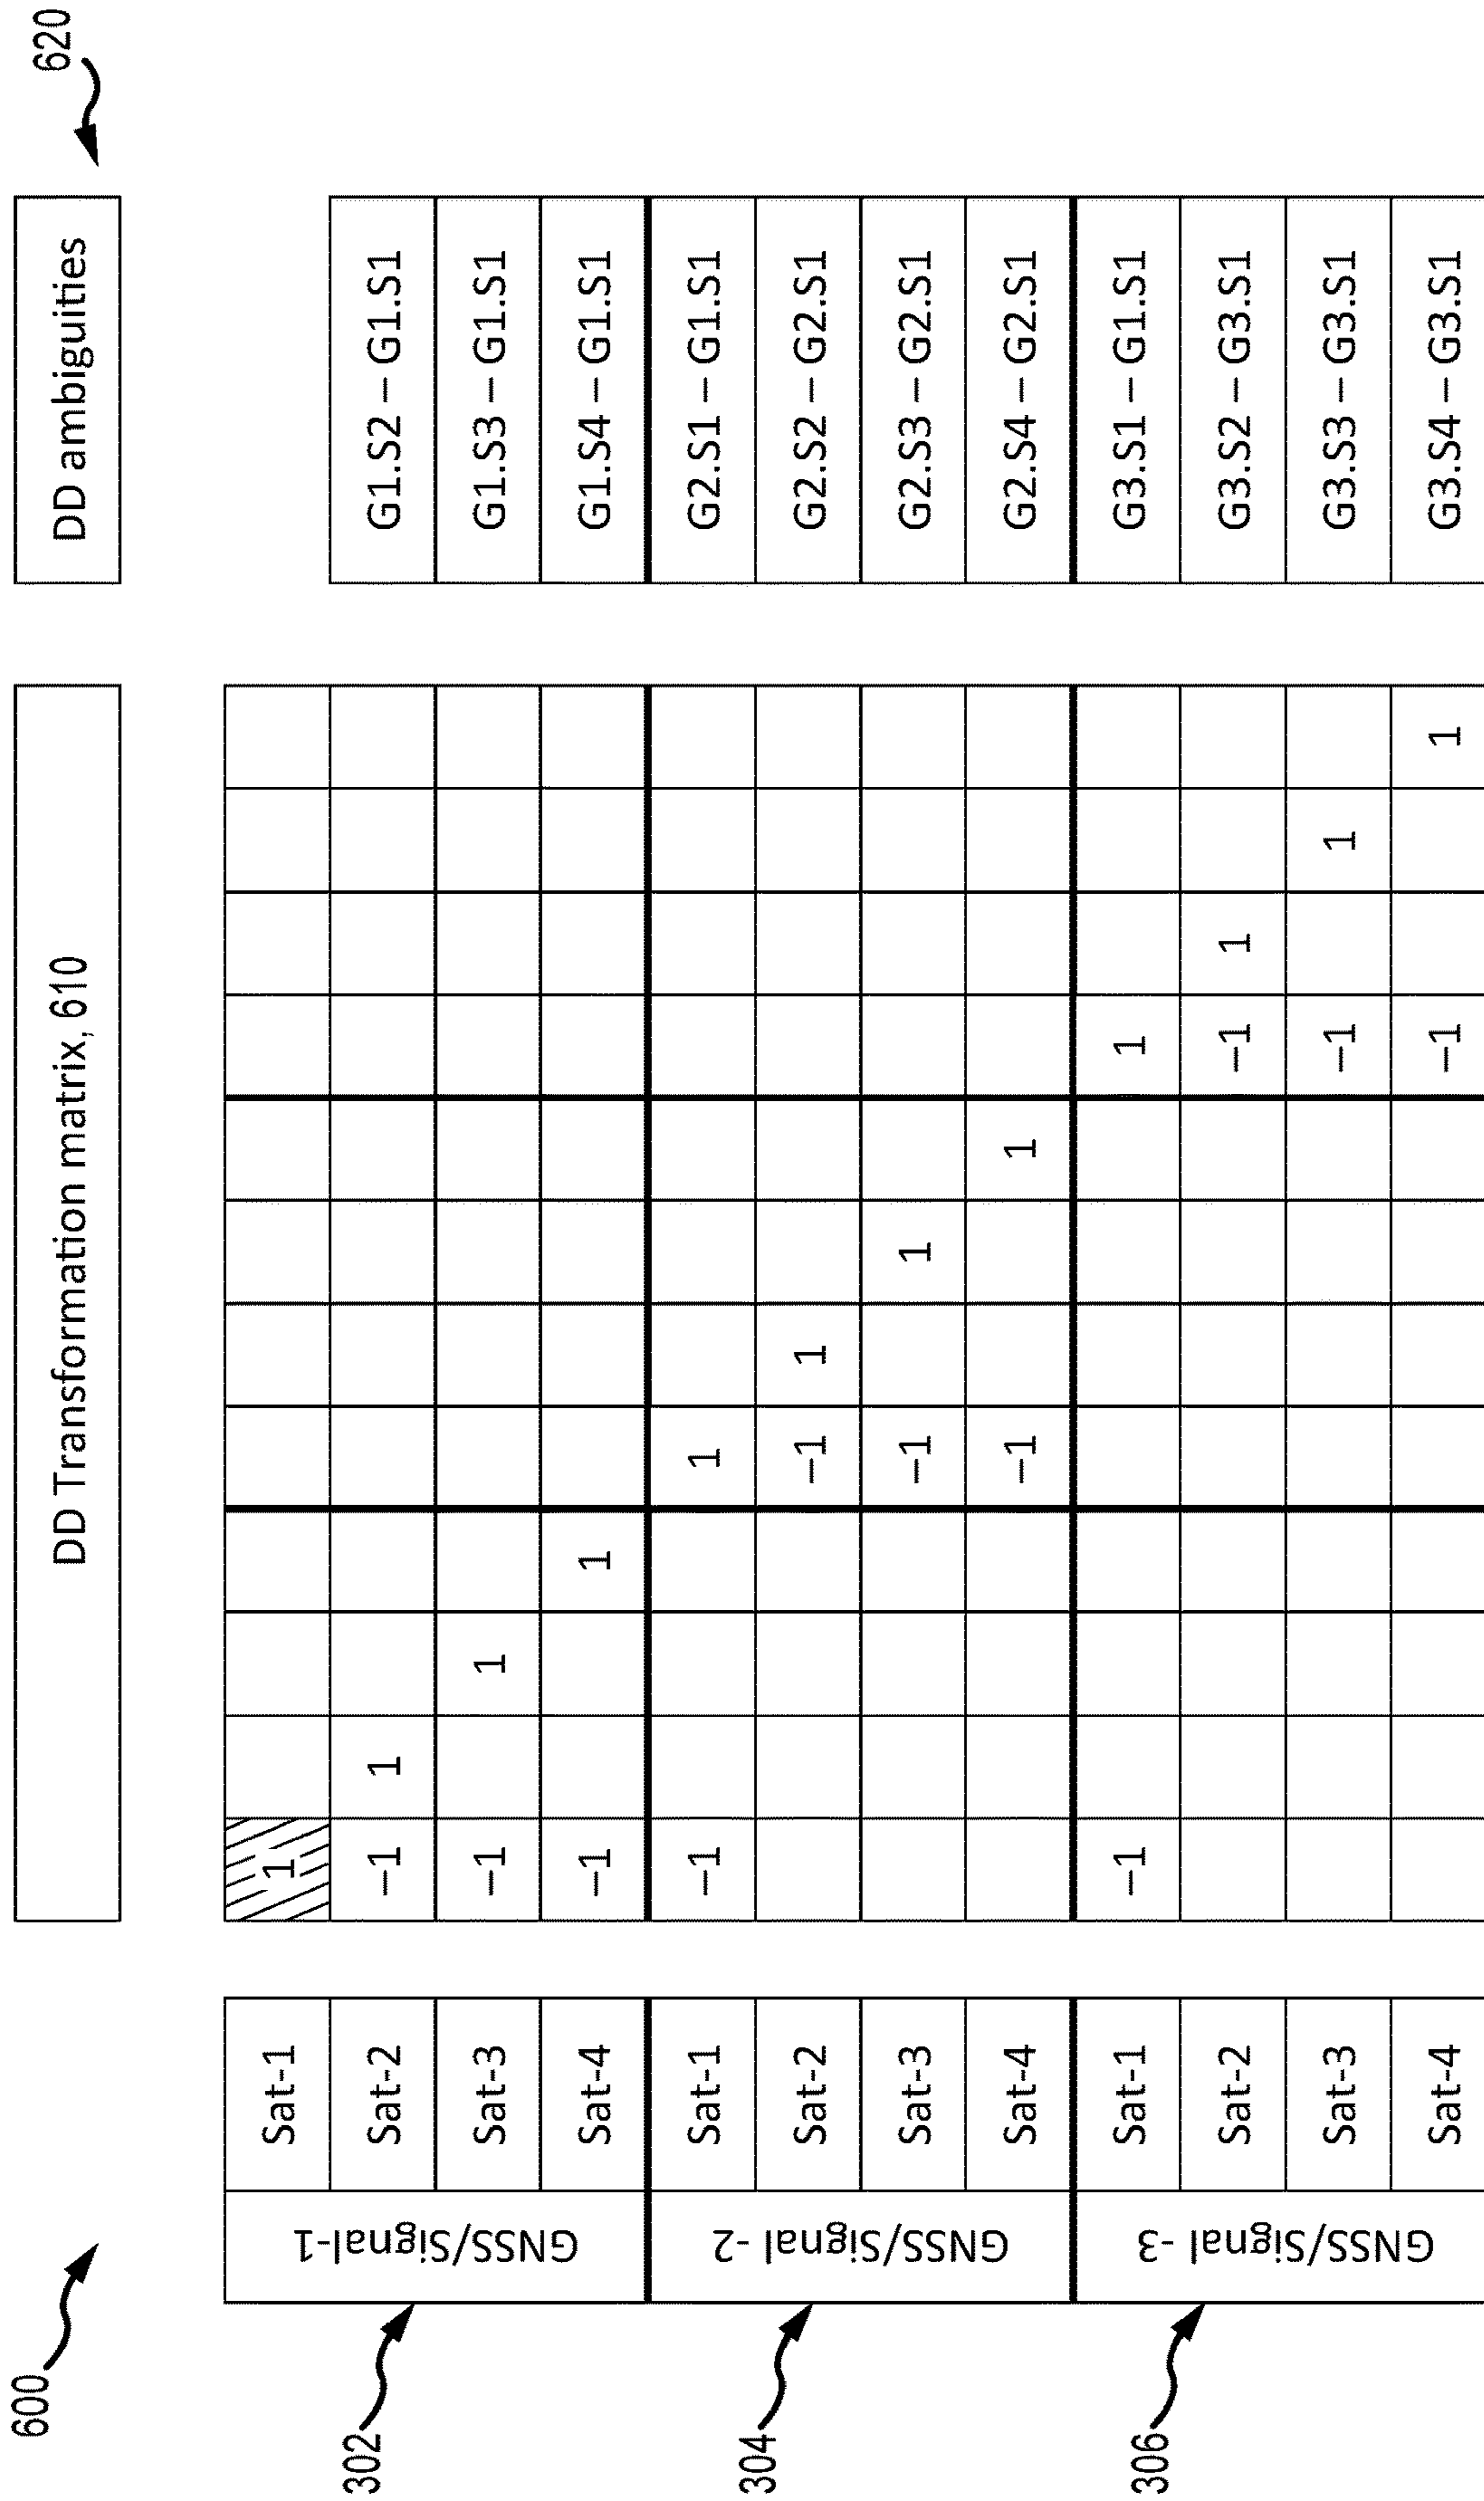 600
620
DD Transformation matrix, 610
DD ambiguities
302
GNSS/Signal-1
Sat-1 1
Sat-2 –1 1 G1.S2 – G1.S1
Sat-3 –1 1 G1.S3 – G1.S1
Sat-4 –1 1 G1.S4 – G1.S1
304
GNSS/Signal -2
Sat-1 –1 1 G2.S1 – G1.S1
Sat-2 –1 1 G2.S2 – G2.S1
Sat-3 –1 1 G2.S3 – G2.S1
Sat-4 –1 1 G2.S4 – G2.S1
306
GNSS/Signal -3
Sat-1 –1 1 G3.S1 – G1.S1
Sat-2 –1 1 G3.S2 – G3.S1
Sat-3 –1 1 G3.S3 – G3.S1
Sat-4 –1 1 G3.S4 – G3.S1